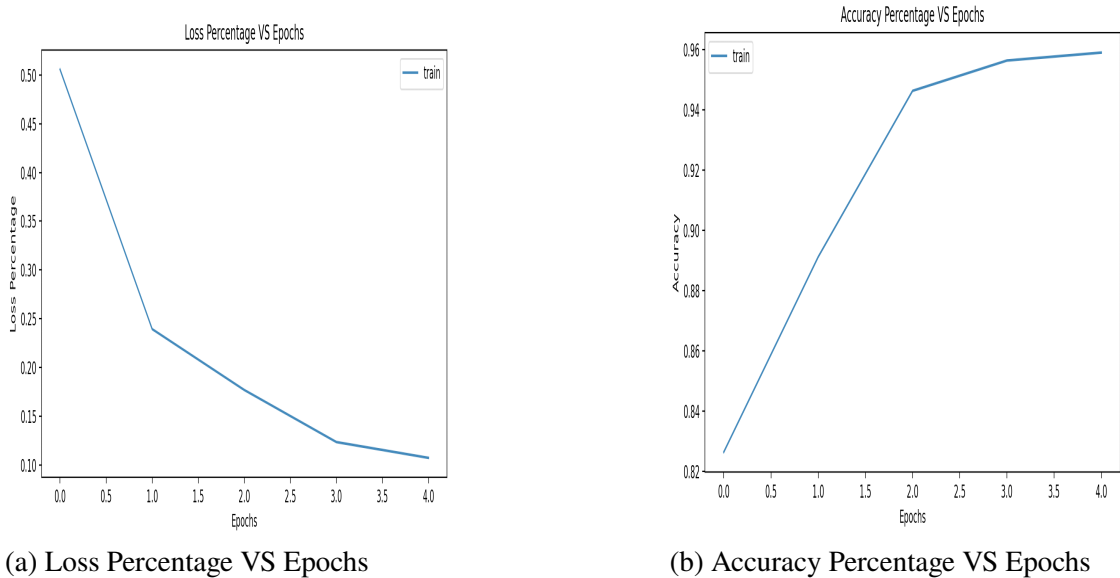 Loss Percentage VS Epochs
train
0.50
0.45
0.40
0.35
0.30
0.25
0.20
0.15
0.10
Loss Percentage
0.0 0.5 1.0 1.5 2.0 2.5 3.0 3.5 4.0
Epochs
(a) Loss Percentage VS Epochs
Accuracy Percentage VS Epochs
train
0.96
0.94
0.92
0.90
0.88
0.86
0.84
0.82
Accuracy
0.0 0.5 1.0 1.5 2.0 2.5 3.0 3.5 4.0
Epochs
(b) Accuracy Percentage VS Epochs